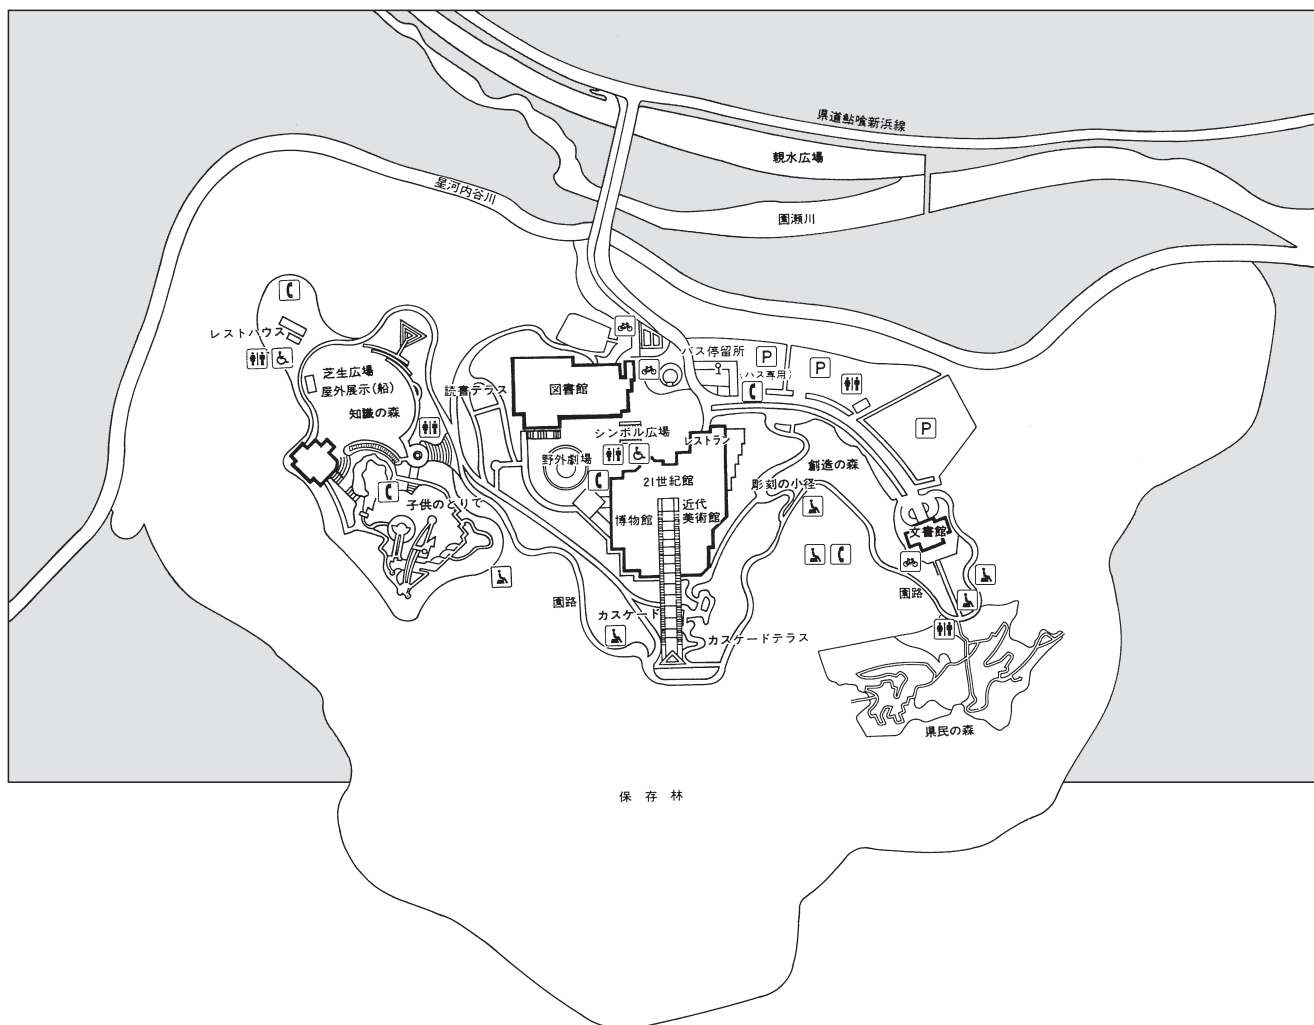 県道鮎喰新浜線
親水広場
星河内谷川
園瀬川
レストハウス
バス停留所
P
P
(バス専用)
芝生広場
屋外展示(船)
知識の森
読書テラス
図書館
P
シンボル広場
レストラン
野外劇場
創造の森
21世紀館
彫刻の小径
子供のとりで
博物館
近代
美術館
文書館
園路
カスケード
園路
カスケードテラス
県民の森
保存林